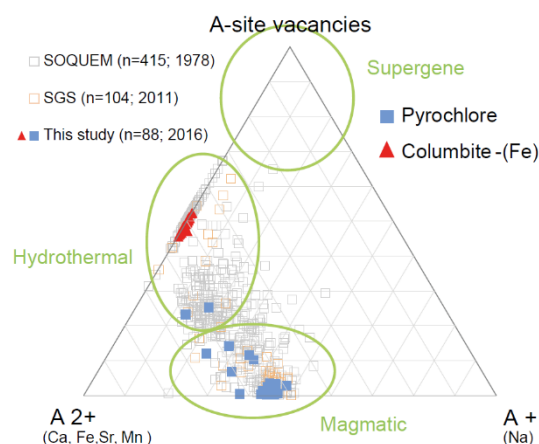 A-site vacancies
SOQUEM (n=415; 1978)
SGS (n=104; 2011)
This study (n=88; 2016)
Supergene
Pyrochlore
Columbite -(Fe)
Hydrothermal
Magmatic
A 2+
(Ca, Fe,Sr, Mn )
A +
(Na)